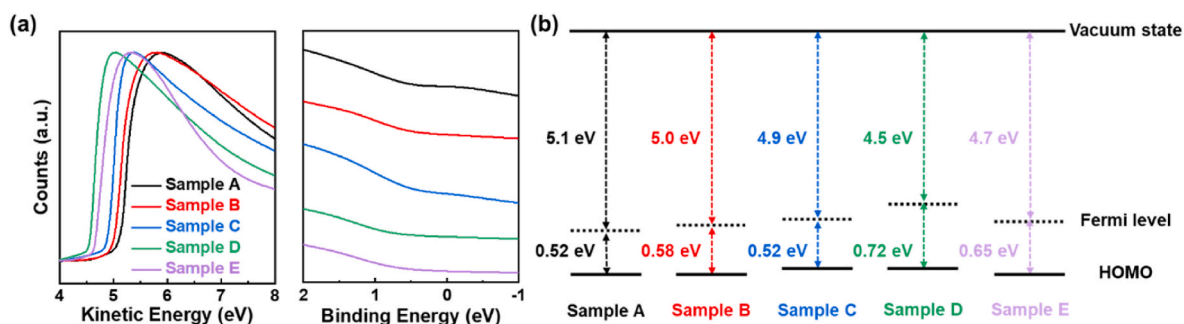 (a)
Counts (a.u.)
Sample A
Sample B
Sample C
Sample D
Sample E
4 5 6 7 8
Kinetic Energy (eV)
2 1 0 -1
Binding Energy (eV)
(b)
Vacuum state
5.1 eV 5.0 eV 4.9 eV 4.5 eV 4.7 eV
Fermi level
0.52 eV 0.58 eV 0.52 eV 0.72 eV 0.65 eV
HOMO
Sample A Sample B Sample C Sample D Sample E